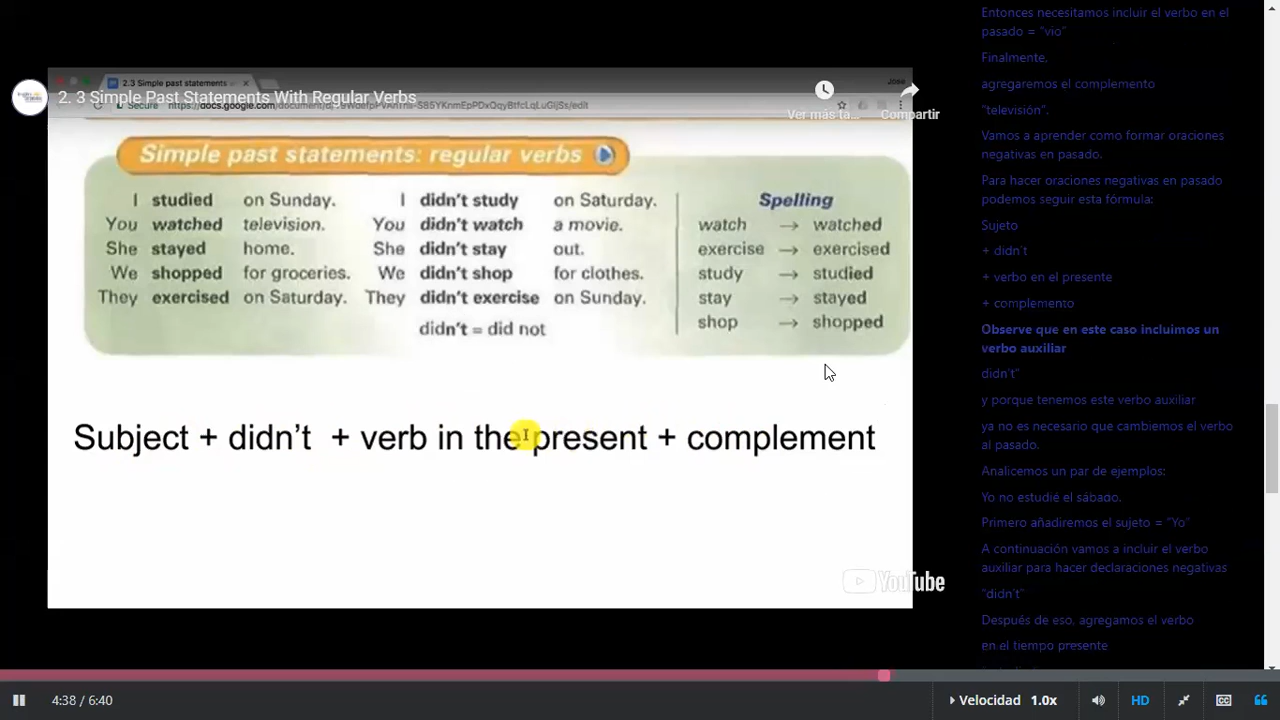 2.3 Simple Past Statements
Jose
2. 3 Simple Past Statements With Regular Verbs
Secure
Ver más ta...
Compartir
Simple past statements: regular verbs
I studied on Sunday. I didn't study on Saturday. Spelling
You watched television. You didn't watch a movie. watch → watched
She stayed home. She didn't stay out. exercise → exercised
We shopped for groceries. We didn't shop for clothes. study → studied
They exercised on Saturday. They didn't exercise on Sunday. stay → stayed
didn't = did not shop → shopped
Subject + didn't + verb in the present + complement
YouTube
4:38 / 6:40
Velocidad 1.0x
HD
CC
Entonces necesitamos incluir el verbo en el
pasado = "vio"
Finalmente,
agregaremos el complemento
"televisión".
Vamos a aprender como formar oraciones
negativas en pasado.
Para hacer oraciones negativas en pasado
podemos seguir esta fórmula:
Sujeto
+ didn't
+ verbo en el presente
+ complemento
Observe que en este caso incluimos un
verbo auxiliar
didn't"
y porque tenemos este verbo auxiliar
ya no es necesario que cambiemos el verbo
al pasado.
Analicemos un par de ejemplos:
Yo no estudié el sábado.
Primero añadiremos el sujeto = "Yo"
A continuación vamos a incluir el verbo
auxiliar para hacer declaraciones negativas
"didn't"
Después de eso, agregamos el verbo
en el tiempo presente